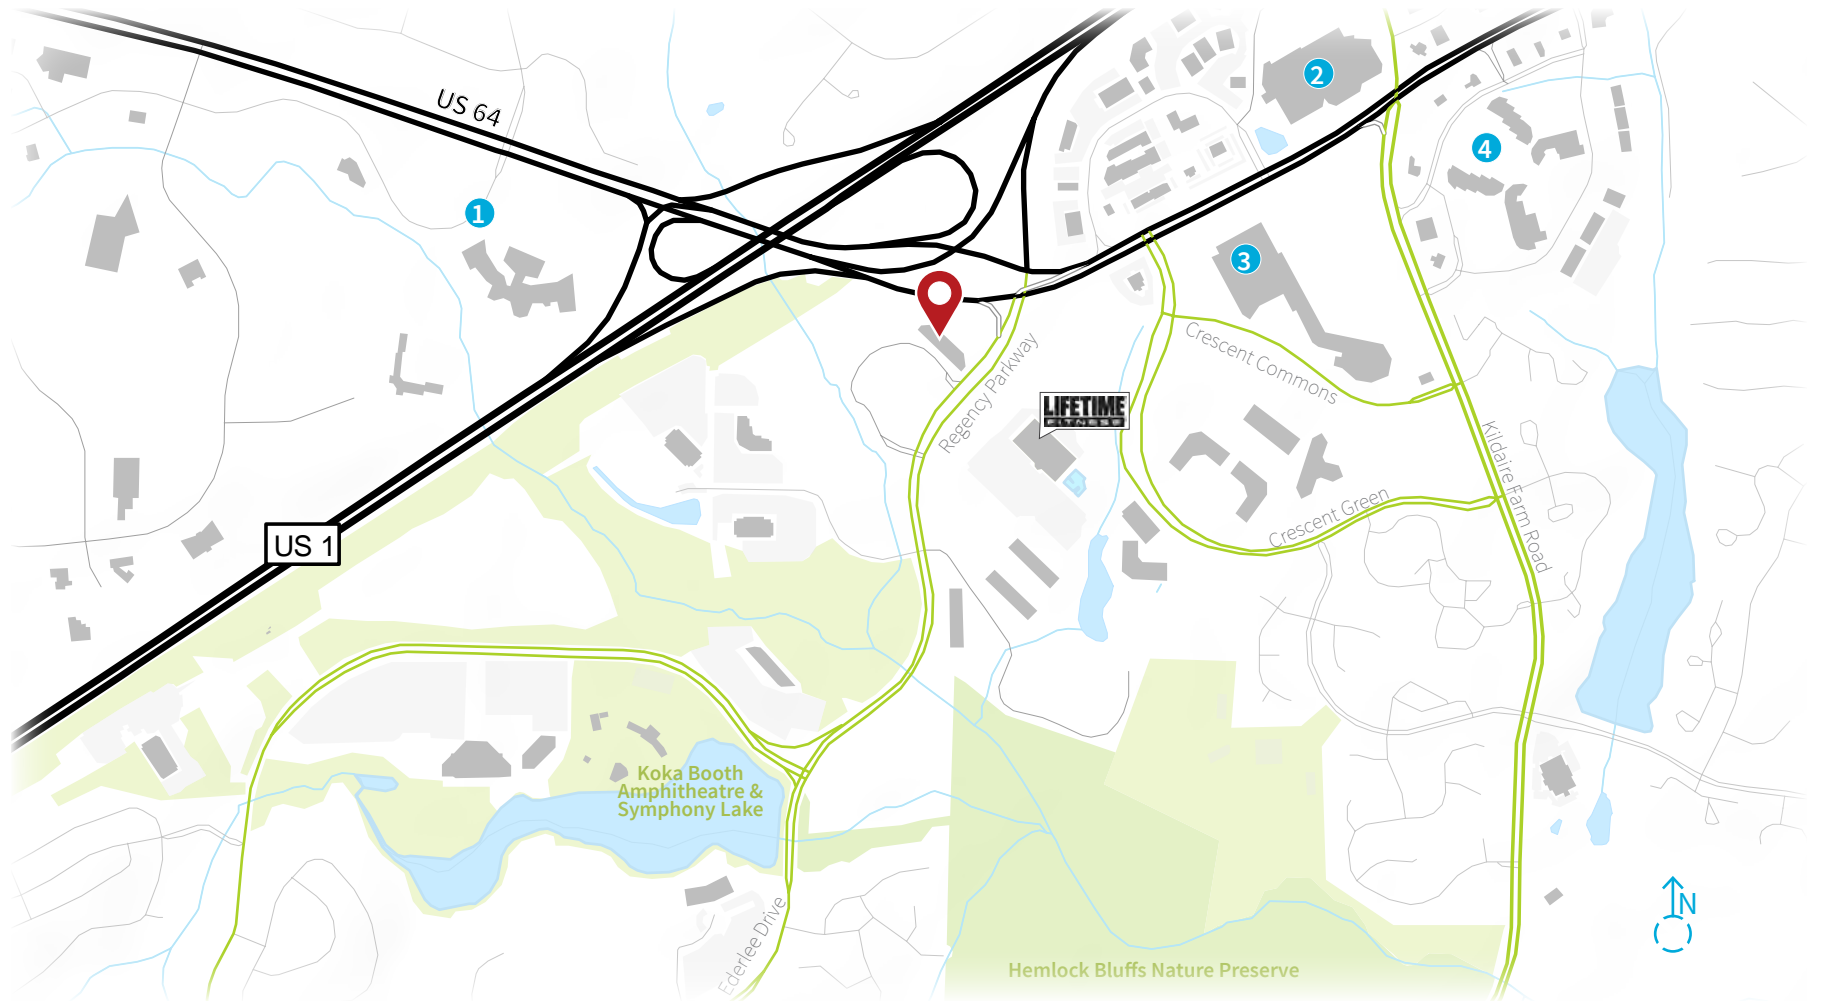 2
US 64
4
1
3
Crescent Commons
Regency Parkway
LIFETIME
FITNESS
Kildaire Farm Road
Crescent Green
US 1
Koka Booth
Amphitheatre &
Symphony Lake
Ederlee Drive
N
Hemlock Bluffs Nature Preserve